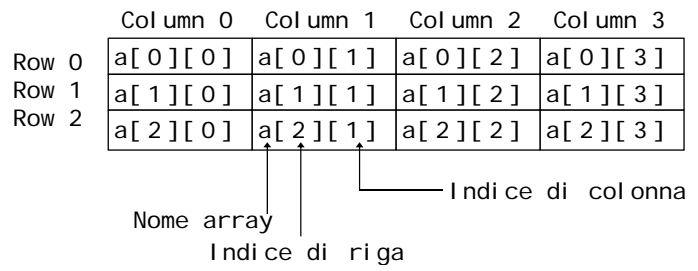 Column 0 Column 1 Column 2 Column 3
Row 0 a[0][0] a[0][1] a[0][2] a[0][3]
Row 1 a[1][0] a[1][1] a[1][2] a[1][3]
Row 2 a[2][0] a[2][1] a[2][2] a[2][3]
Indice di colonna
Nome array
Indice di riga